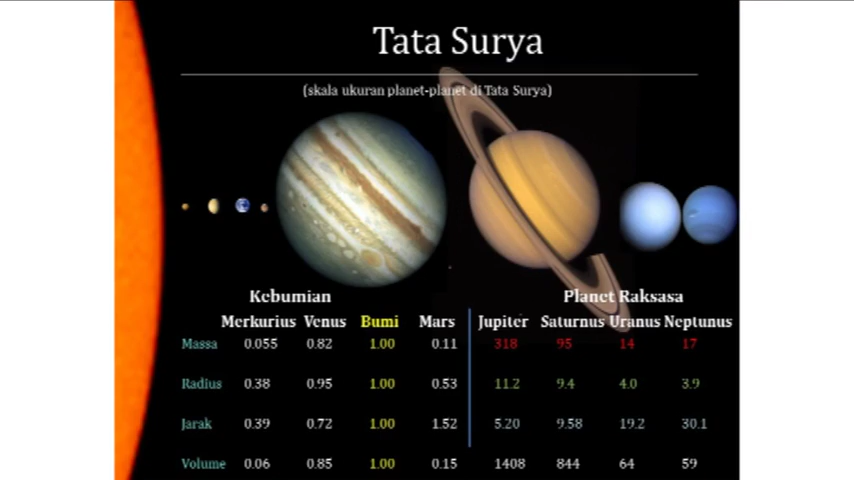 Tata Surya
(skala ukuran planet-planet di Tata Surya)
Kebumian Planet Raksasa
Merkurius Venus Bumi Mars Jupiter Saturnus Uranus Neptunus
Massa 0.055 0.82 1.00 0.11 318 95 14 17
Radius 0.38 0.95 1.00 0.53 11.2 9.4 4.0 3.9
Jarak 0.39 0.72 1.00 1.52 5.20 9.58 19.2 30.1
Volume 0.06 0.85 1.00 0.15 1408 844 64 59